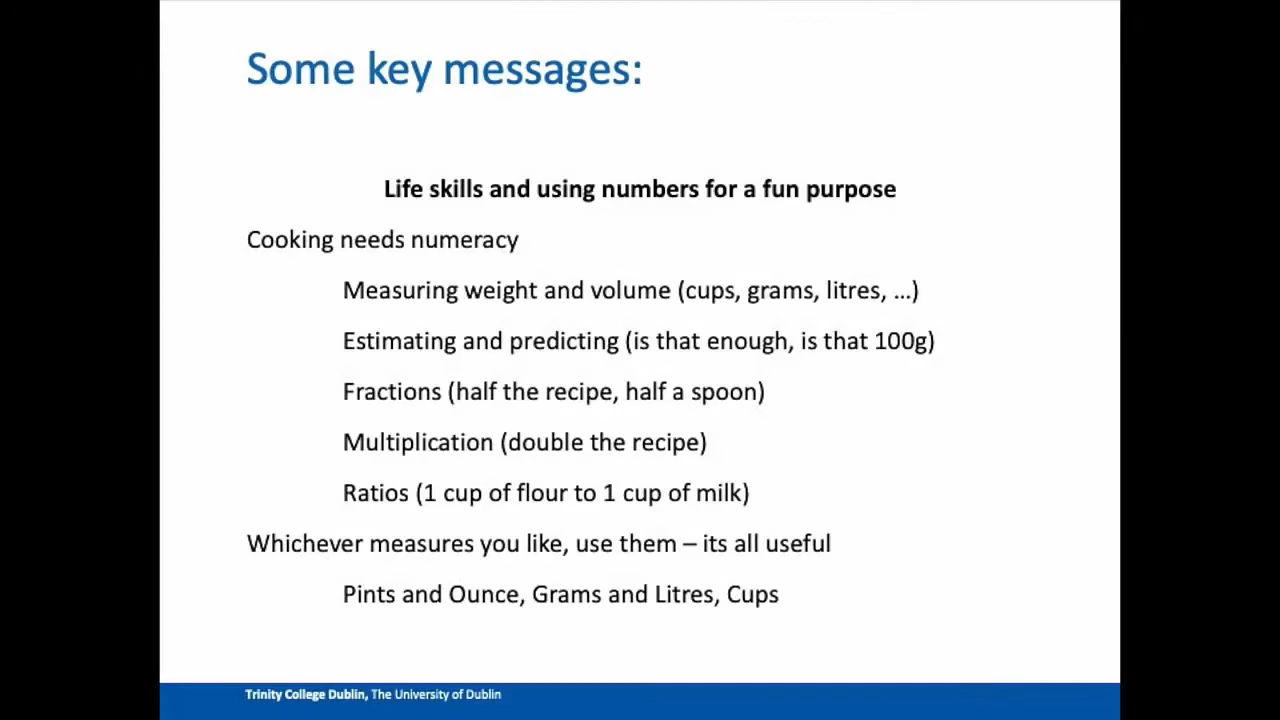 Some key messages:
Life skills and using numbers for a fun purpose
Cooking needs numeracy
Measuring weight and volume (cups, grams, litres, …)
Estimating and predicting (is that enough, is that 100g)
Fractions (half the recipe, half a spoon)
Multiplication (double the recipe)
Ratios (1 cup of flour to 1 cup of milk)
Whichever measures you like, use them – its all useful
Pints and Ounce, Grams and Litres, Cups
Trinity College Dublin, The University of Dublin